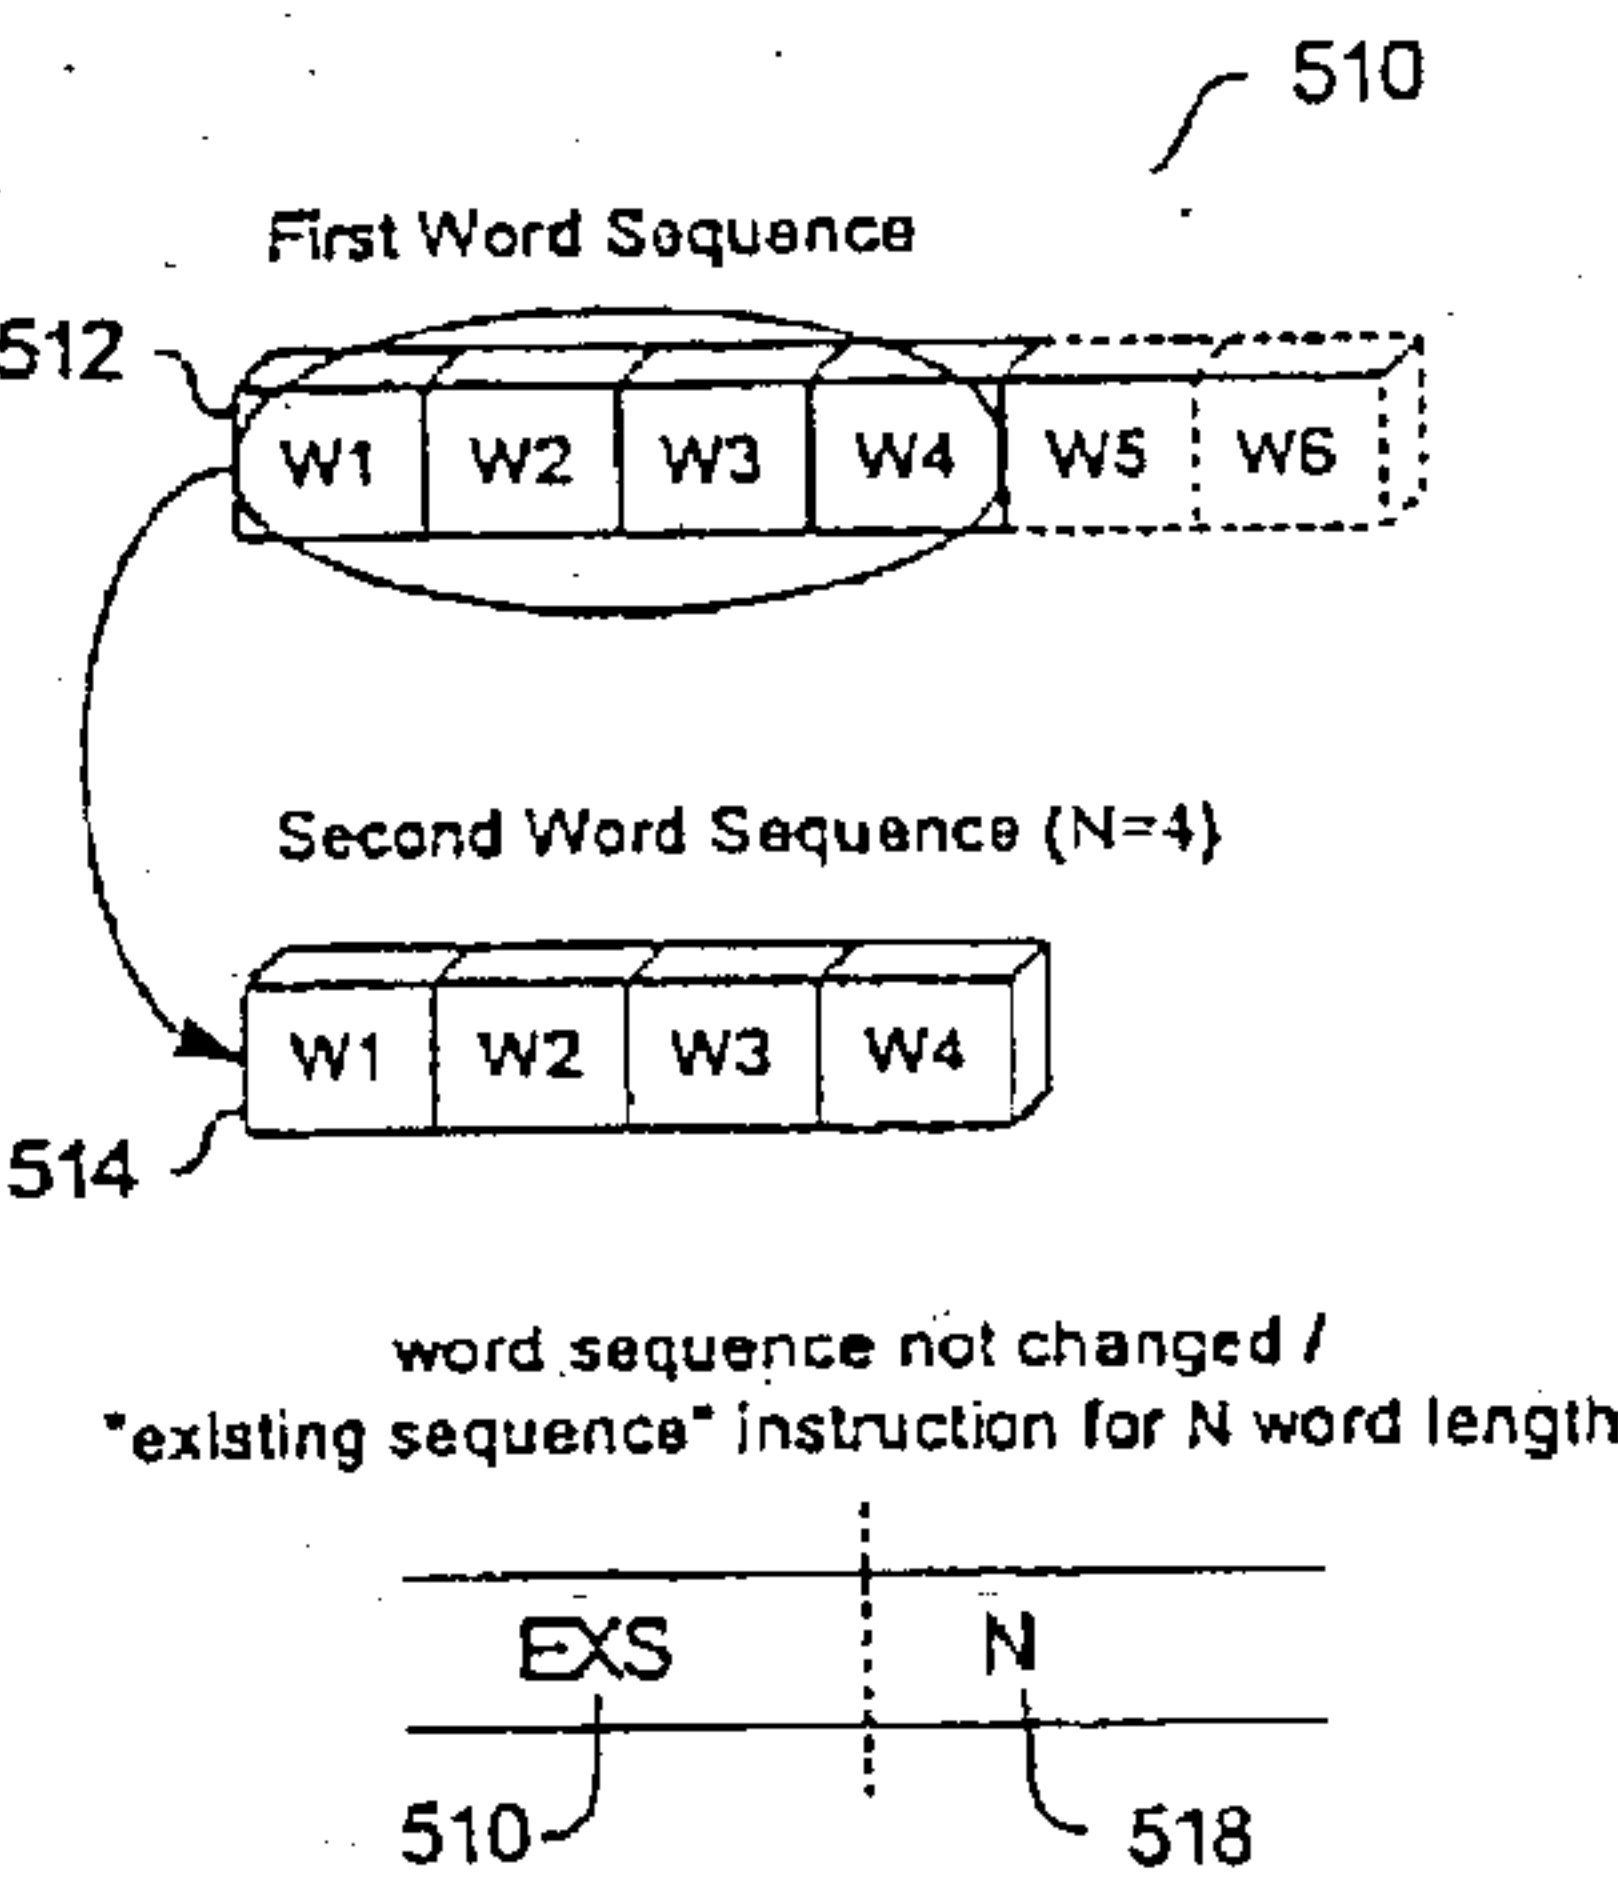 510
First Word Sequence
512
W1 W2 W3 W4 W5 W6
Second Word Sequence (N=4)
W1 W2 W3 W4
514
word sequence not changed /
"existing sequence" instruction for N word length
EXS N
510 518